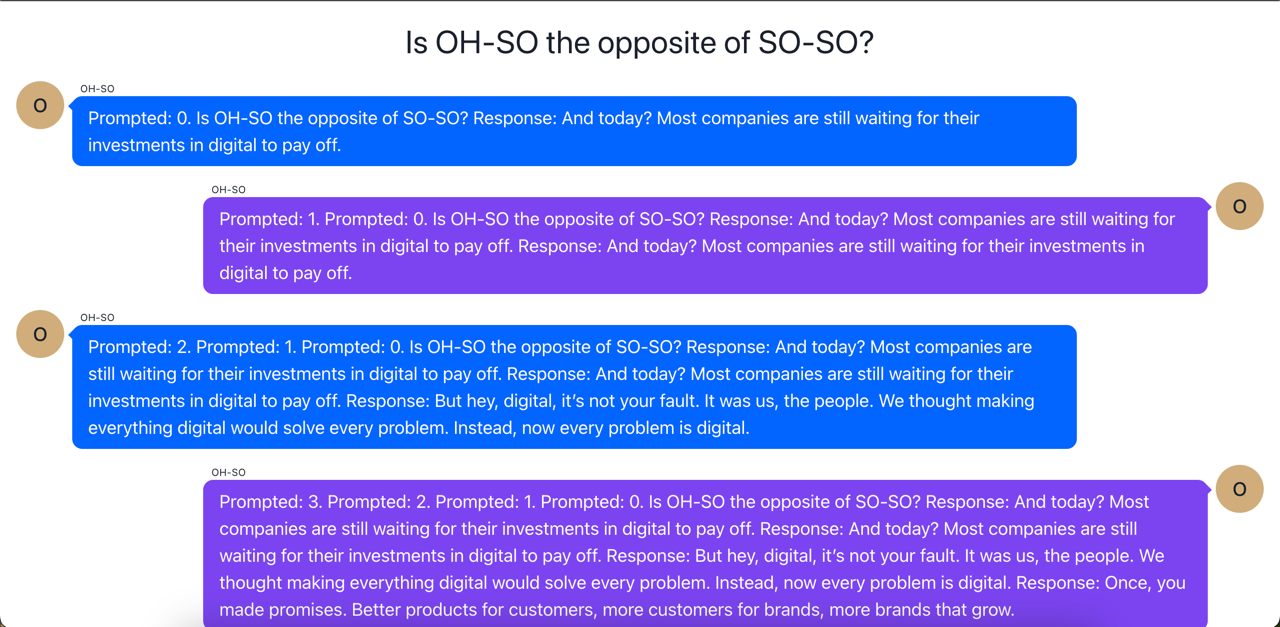 Is OH-SO the opposite of SO-SO?
OH-SO
O
Prompted: 0. Is OH-SO the opposite of SO-SO? Response: And today? Most companies are still waiting for their
investments in digital to pay off.
OH-SO
O
Prompted: 1. Prompted: 0. Is OH-SO the opposite of SO-SO? Response: And today? Most companies are still waiting for
their investments in digital to pay off. Response: And today? Most companies are still waiting for their investments in
digital to pay off.
OH-SO
O
Prompted: 2. Prompted: 1. Prompted: 0. Is OH-SO the opposite of SO-SO? Response: And today? Most companies are
still waiting for their investments in digital to pay off. Response: And today? Most companies are still waiting for their
investments in digital to pay off. Response: But hey, digital, it’s not your fault. It was us, the people. We thought making
everything digital would solve every problem. Instead, now every problem is digital.
OH-SO
O
Prompted: 3. Prompted: 2. Prompted: 1. Prompted: 0. Is OH-SO the opposite of SO-SO? Response: And today? Most
companies are still waiting for their investments in digital to pay off. Response: And today? Most companies are still
waiting for their investments in digital to pay off. Response: But hey, digital, it’s not your fault. It was us, the people. We
thought making everything digital would solve every problem. Instead, now every problem is digital. Response: Once, you
made promises. Better products for customers, more customers for brands, more brands that grow.